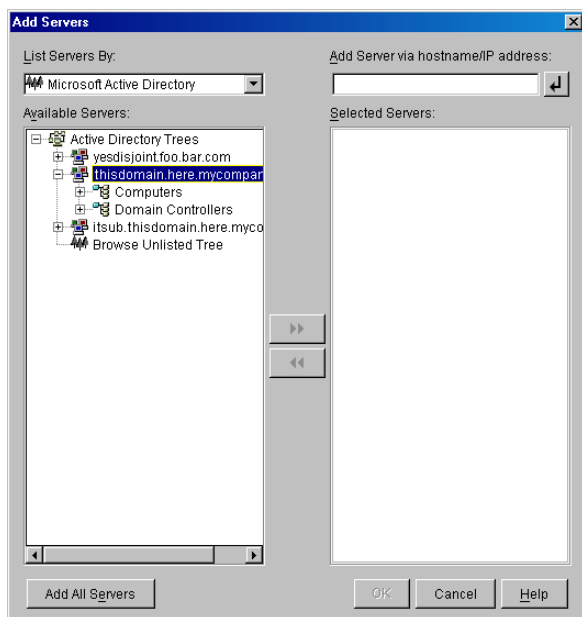 Add Servers
List Servers By:
Add Server via hostname/IP address:
Microsoft Active Directory
Available Servers:
Selected Servers:
Active Directory Trees
yesdisjoint.foo.bar.com
thisdomain.here.mycompar
Computers
Domain Controllers
itsub.thisdomain.here.myco
Browse Unlisted Tree
Add All Servers
OK
Cancel
Help